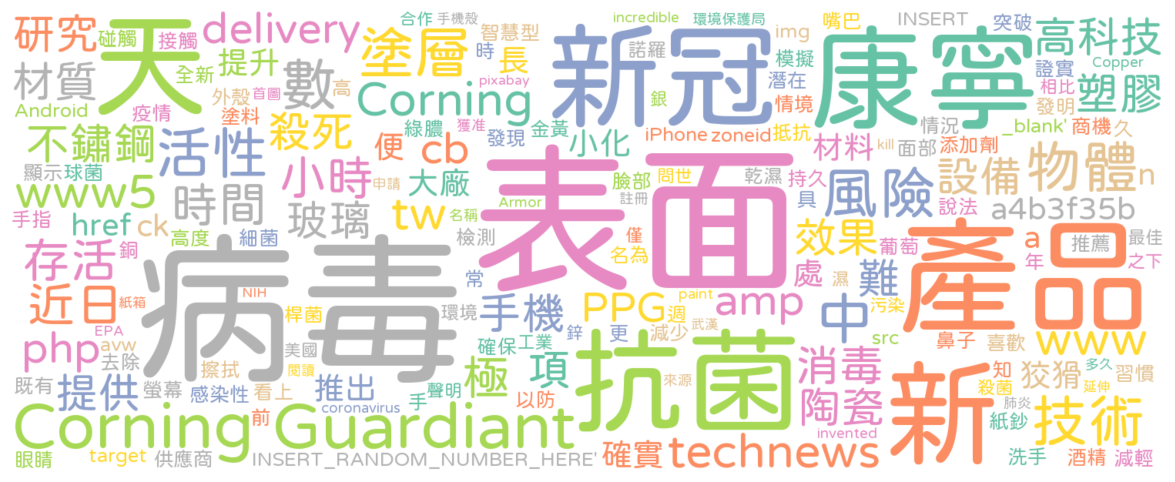 研究
碰觸
接觸
天
delivery
全新
提升
材質
Android
疫情
外殼
首圖
塗料
數
高
合作
手機殼
智慧型
時
長
塗層
pixabay
Corning
incredible
環境保護局
諾羅
新冠
銀
img
嘴巴
模擬
潛在
情境
INSERT
突破
康寧
高科技
Copper
證實
相比
發明
塑膠
不鏽鋼
活性
殺死
綠膿
獲准
發現
金黃
小化
iPhone
zoneid
抵抗
材料
kill
情況
面部
_blank'
添加劑
商機
久
顯示
球菌
www5
時間
小時
便
cb
大廠
申請
tw
名稱
Armor
臉部
問世
註冊
乾濕
持久
具
風險
說法
設備
物體
n
a4b3f35b
手指
href
ck
高度
細菌
玻璃
檢測
表面
僅
名為
效果
葡萄
a
年
推薦
最佳
之下
存活
銅
病毒
常
環境
處
濕
難
產品
近日
紙箱
NIH
桿菌
手機
鋅
PPG
更
週
paint
減少
武漢
amp
污染
中
src
鼻子
喜歡
www
php
EPA
avw
去除
擦拭
美國
閱讀
確保
工業
極
項
抗菌
來源
消毒
知
狡猾
多久
習慣
既有
提供
螢幕
感染性
看上
推出
手
聲明
coronavirus
以防
陶瓷
invented
新
殺菌
延伸
肺炎
紙鈔
技術
Corning Guardiant
前
眼睛
target
供應商
INSERT_RANDOM_NUMBER_HERE'
確實
technews
洗手
酒精
減輕